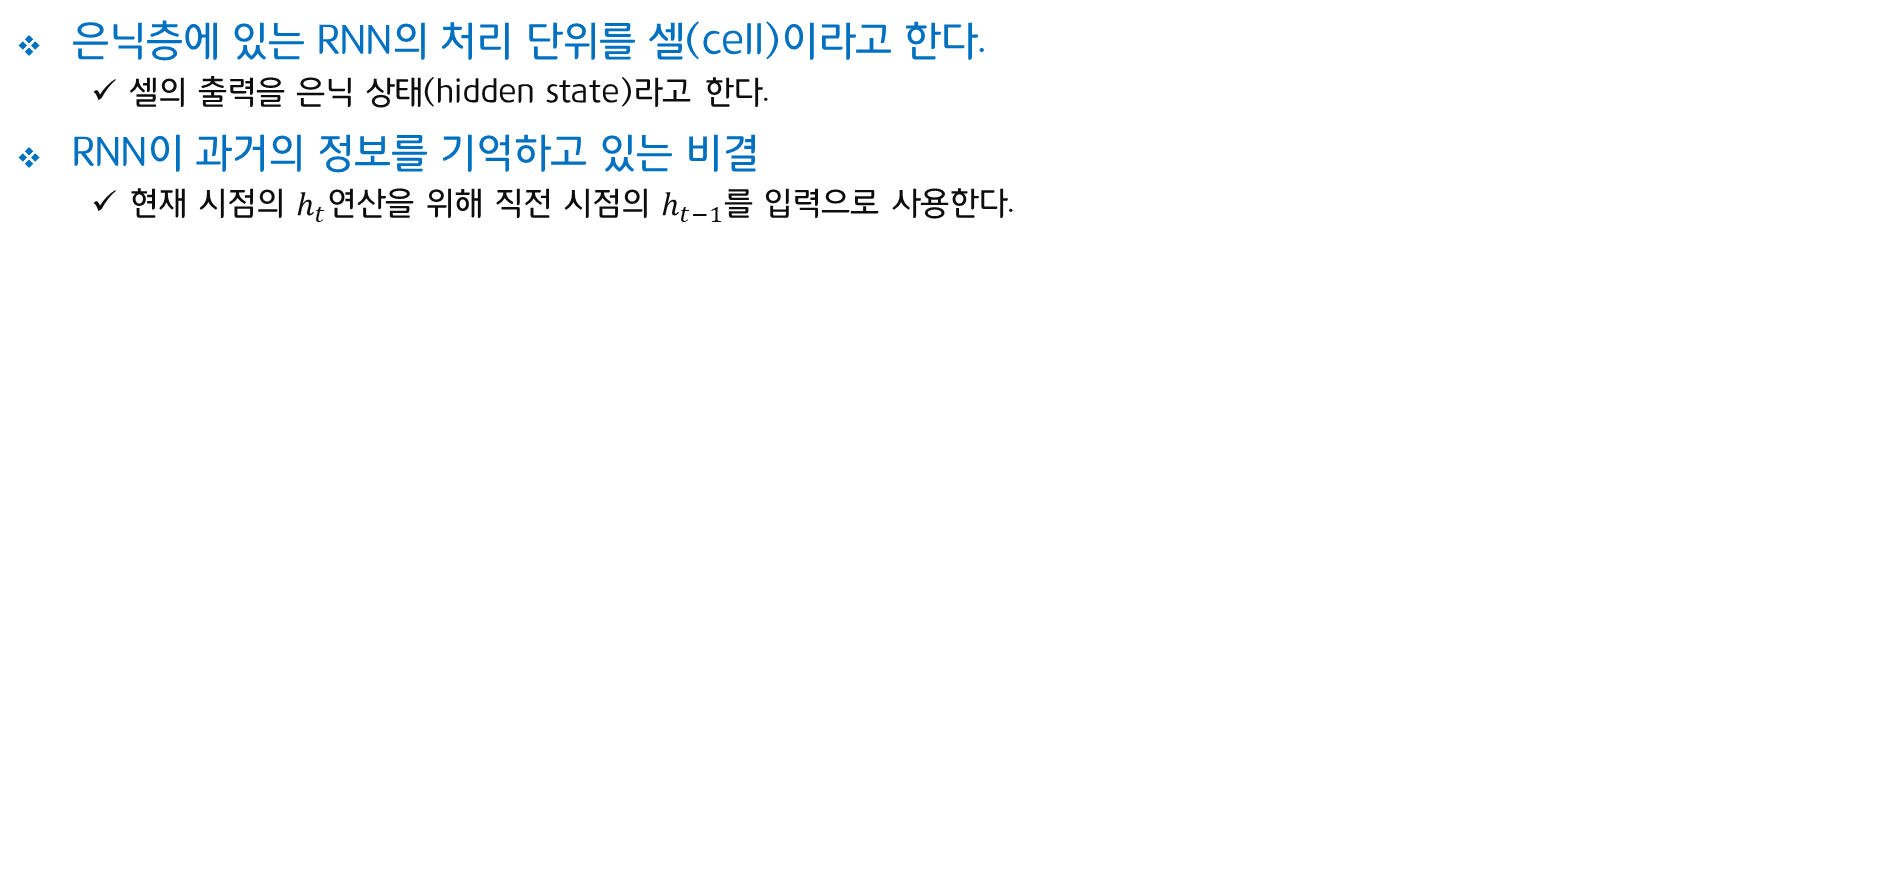 ❖ 은닉층에 있는 RNN의 처리 단위를 셀(cell)이라고 한다.
✓ 셀의 출력을 은닉 상태(hidden state)라고 한다.
❖ RNN이 과거의 정보를 기억하고 있는 비결
✓ 현재 시점의 $h_t$연산을 위해 직전 시점의 $h_{t-1}$를 입력으로 사용한다.